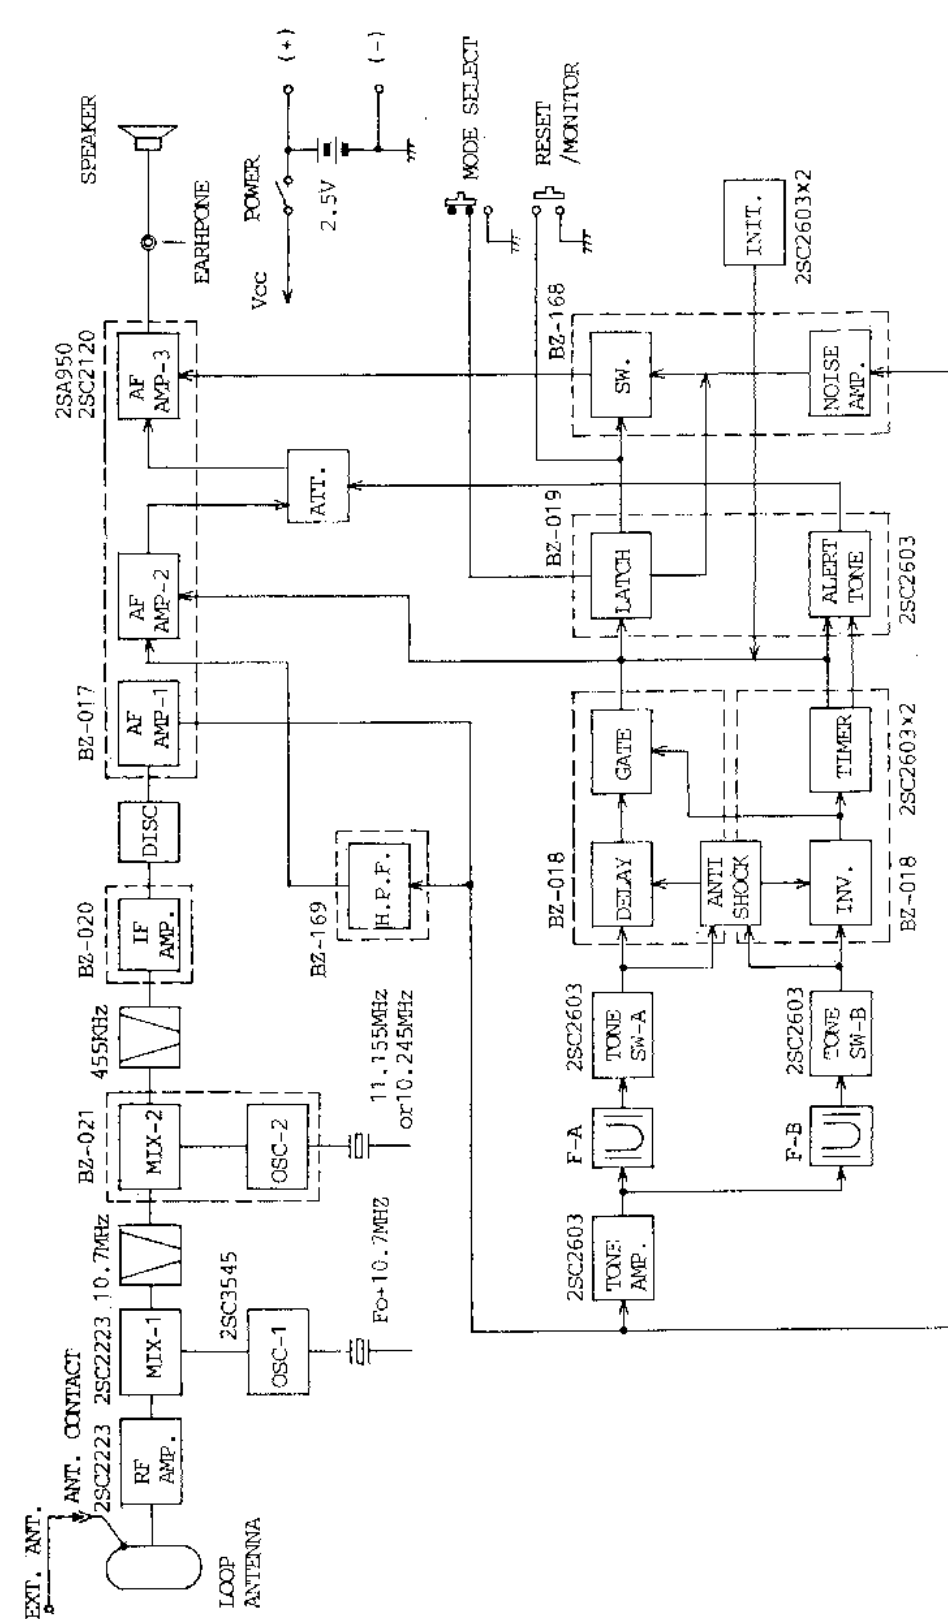 EXT. ANT.
ANT. CONTACT
LOOP
ANTENNA
2SC2223
RF
AMP.
2SC2223
MIX-1
2SC3545
OSC-1
Fo+10.7MHZ
10.7MHz
BZ-021
MIX-2
OSC-2
11.155MHz
or10.245MHz
455KHz
BZ-020
IF
AMP.
DISC
BZ-017
AF
AMP-1
AF
AMP-2
2SA950
2SC2120
AF
AMP-3
ATT.
EARHPONE
SPEAKER
BZ-169
H.P.F.
Vcc
POWER
2.5V
(+)
(-)
MODE SELECT
RESET
/MONITOR
2SC2603
TONE
AMP.
F-A
2SC2603
TONE
SW-A
BZ-018
DELAY
GATE
ANTI
SHOCK
BZ-019
LATCH
BZ-168
SW.
F-B
2SC2603
TONE
SW-B
INV.
BZ-018
TIMER
2SC2603x2
ALERT
TONE
2SC2603
NOISE
AMP.
INIT.
2SC2603x2